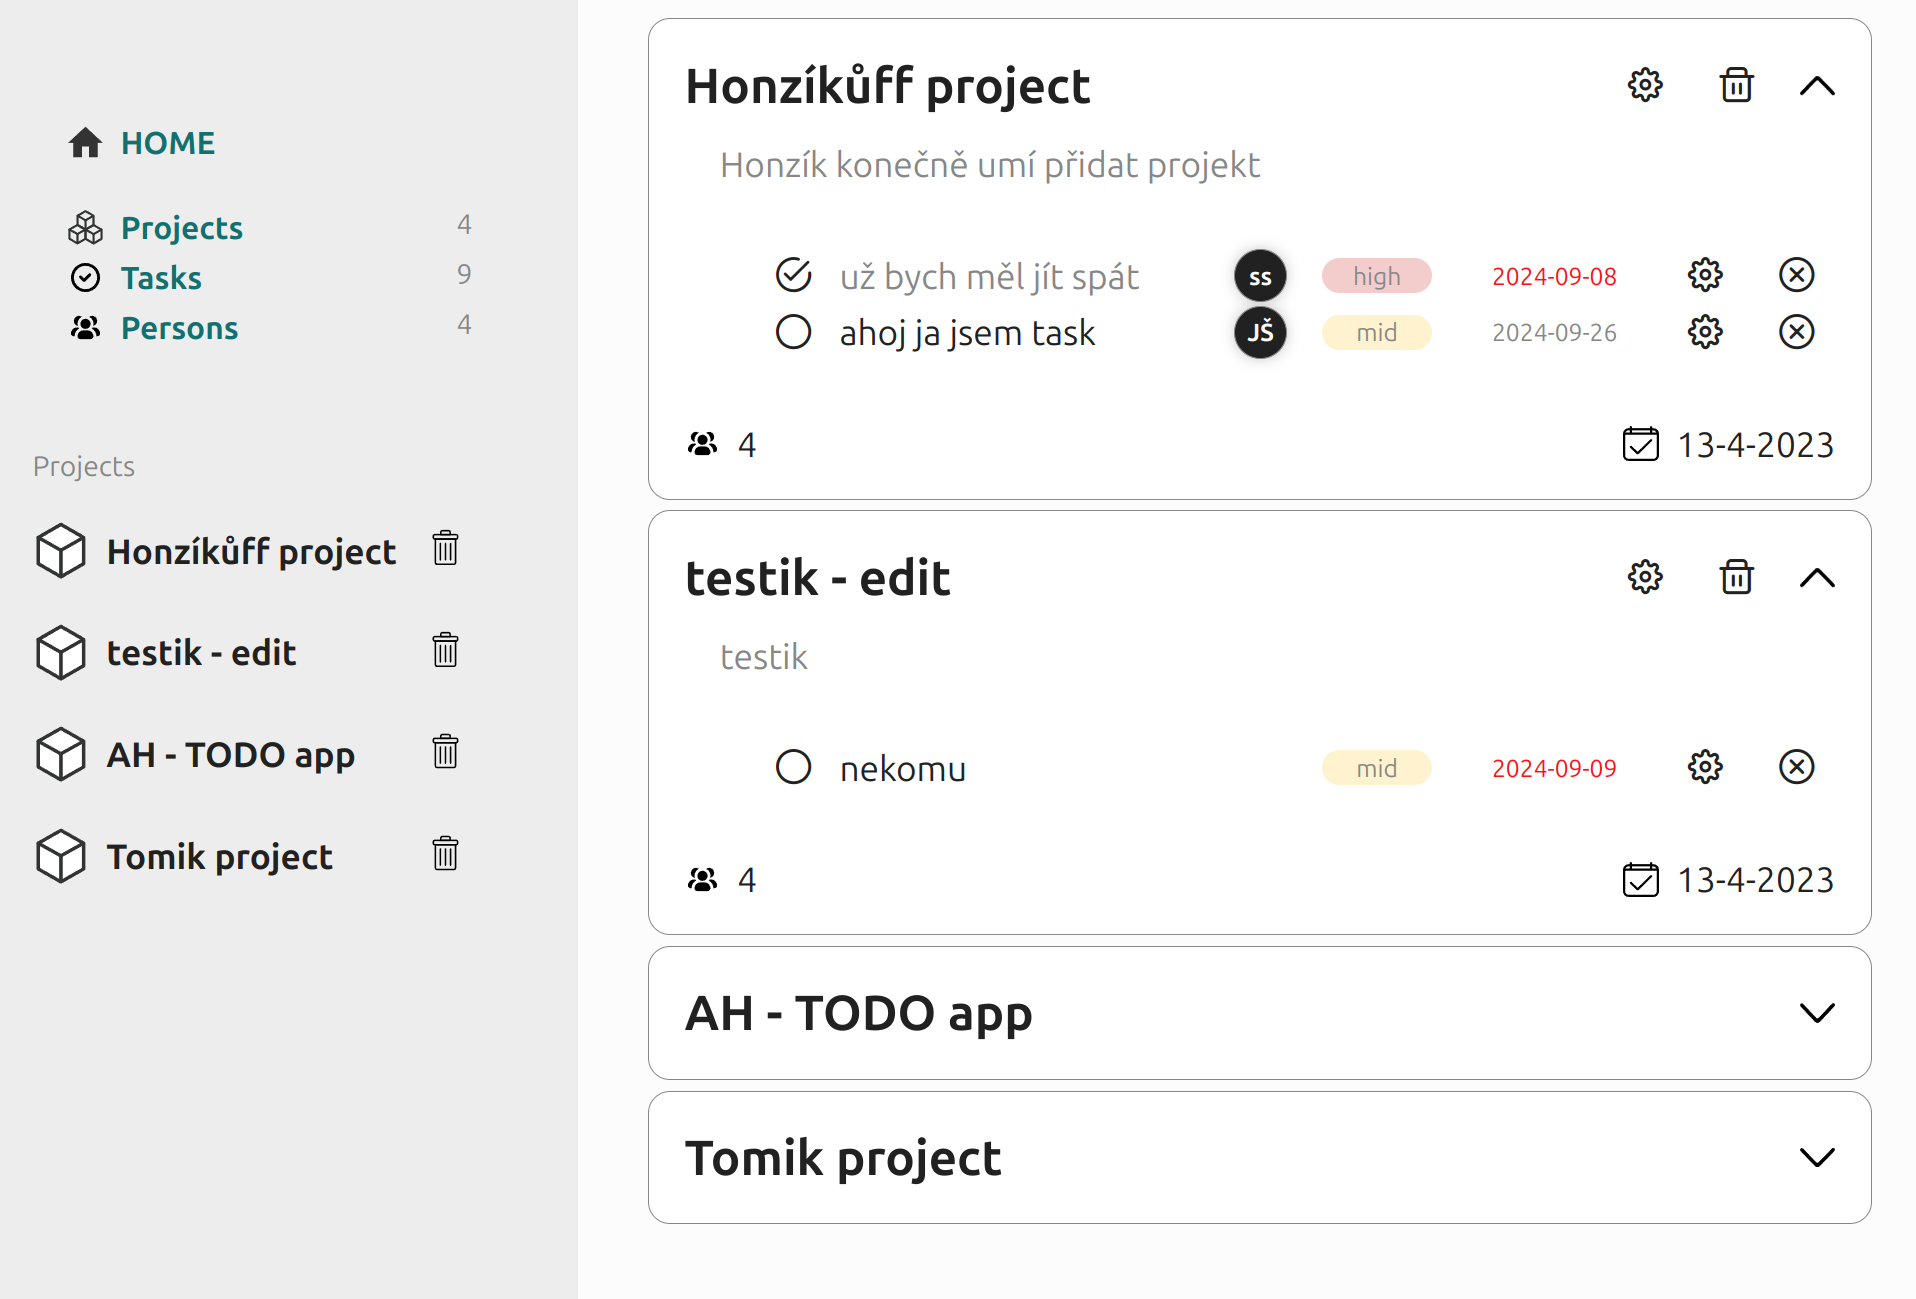 HOME
Projects 4
Tasks 9
Persons 4
Projects
Honzíkůff project
testik - edit
AH - TODO app
Tomik project
Honzíkůff project
Honzík konečně umí přidat projekt
už bych měl jít spát ss high 2024-09-08
ahoj ja jsem task JŠ mid 2024-09-26
4 13-4-2023
testik - edit
testik
nekomu mid 2024-09-09
4 13-4-2023
AH - TODO app
Tomik project